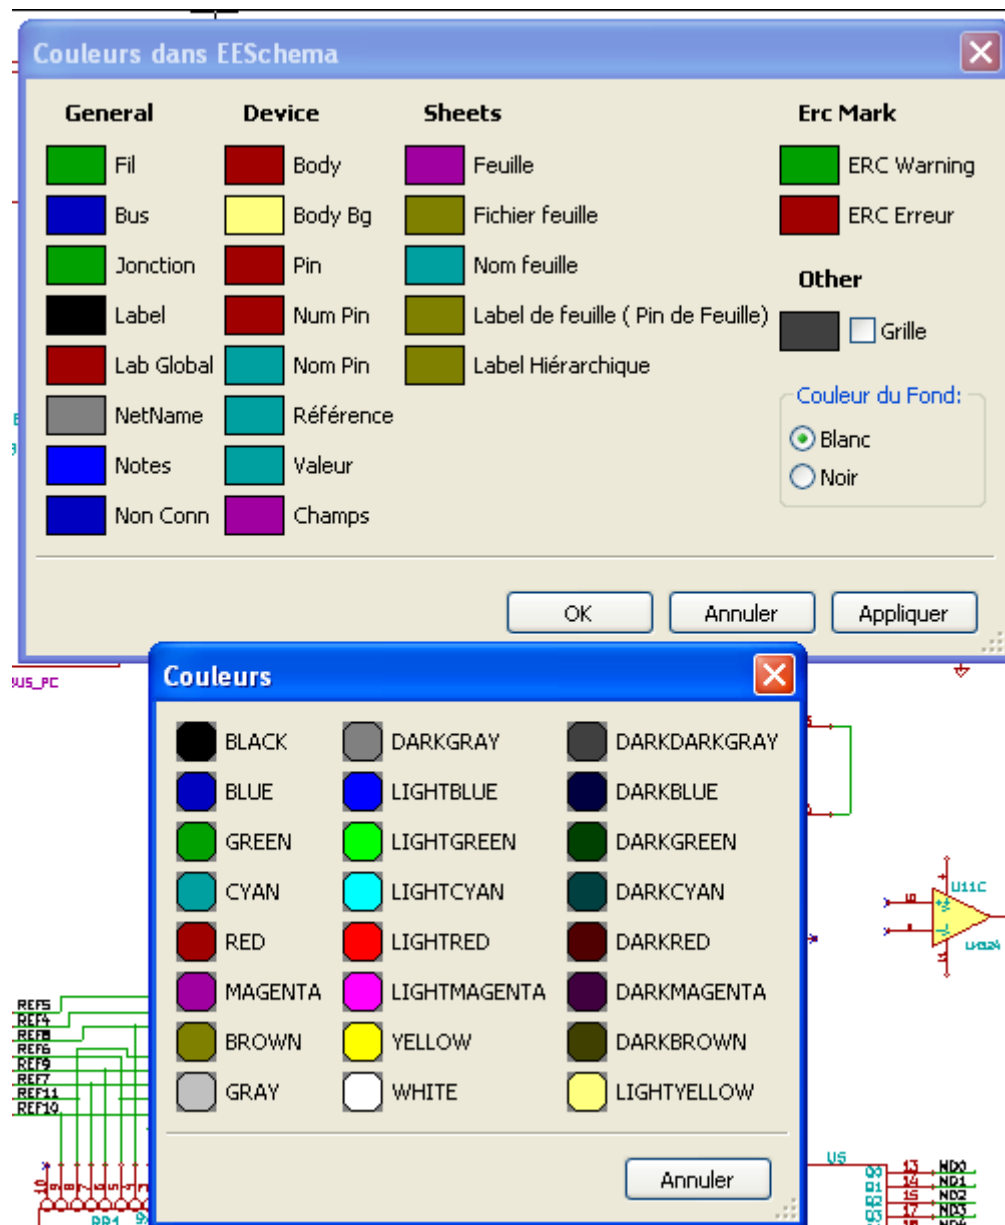 Couleurs dans EESchema
General Device Sheets Erc Mark
Fil Body Feuille ERC Warning
Bus Body Bg Fichier feuille ERC Erreur
Jonction Pin Nom feuille
Other
Label Num Pin Label de feuille ( Pin de Feuille) Grille
Lab Global Nom Pin Label Hiérarchique
Couleur du Fond:
NetName Référence
Blanc
Notes Valeur
Noir
Non Conn Champs
OK Annuler Appliquer
BUS_PC
Couleurs
BLACK DARKGRAY DARKDARKGRAY
BLUE LIGHTBLUE DARKBLUE
GREEN LIGHTGREEN DARKGREEN
CYAN LIGHTCYAN DARKCYAN
RED LIGHTRED DARKRED
MAGENTA LIGHTMAGENTA DARKMAGENTA
BROWN YELLOW DARKBROWN
GRAY WHITE LIGHTYELLOW
Annuler
U11C
LM324
REF5
REF4
REF8
REF6
REF9
REF7
REF11
REF10
RR1
U5
13 ND0
14 ND1
15 ND2
17 ND3